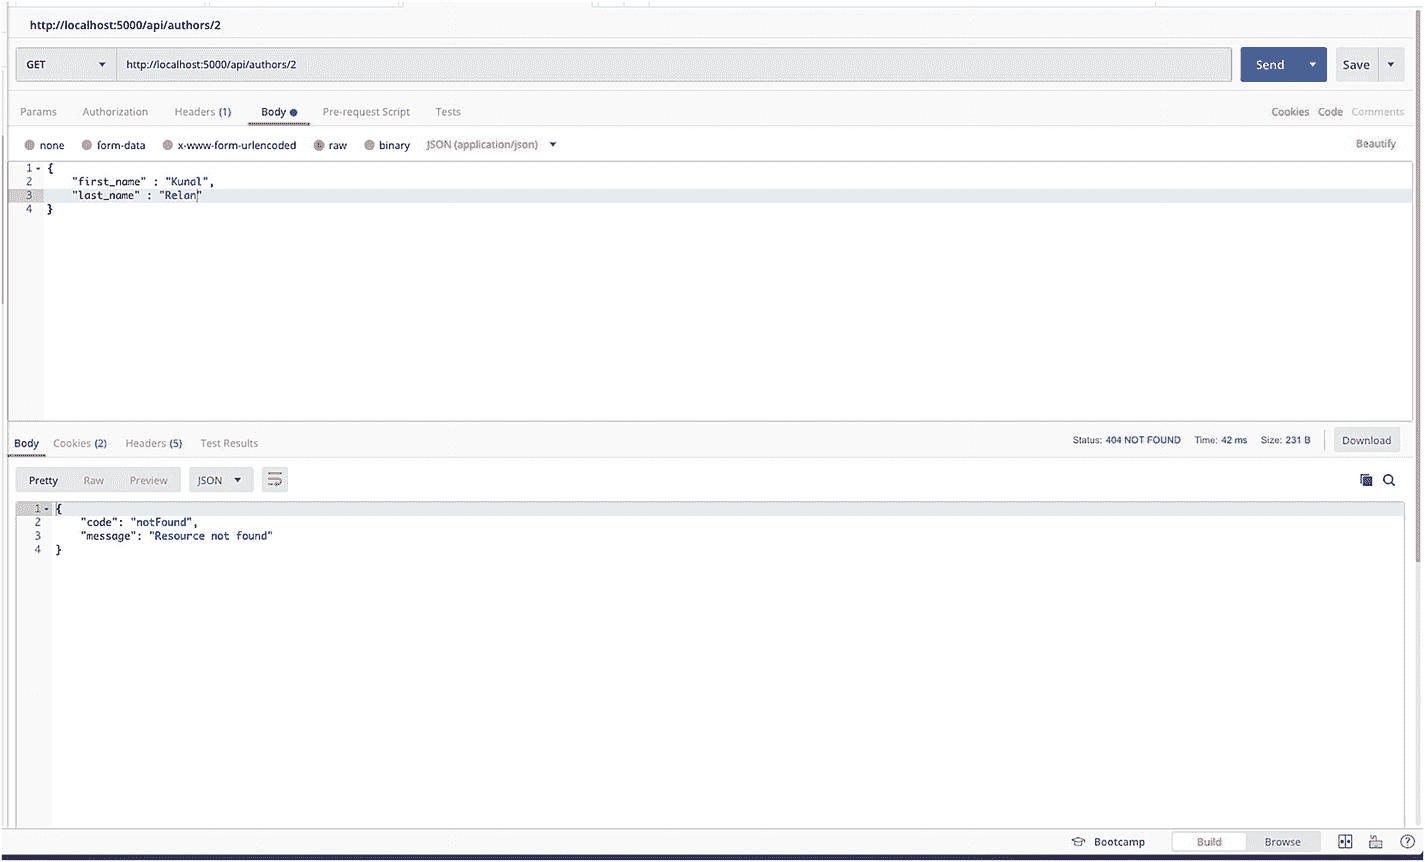 http://localhost:5000/api/authors/2
GET http://localhost:5000/api/authors/2 Send Save
Params Authorization Headers (1) Body Pre-request Script Tests Cookies Code Comments
none form-data x-www-form-urlencoded raw binary JSON (application/json) Beautify
1 {
2 "first_name" : "Kunal",
3 "last_name" : "Relan"
4 }
Body Cookies (2) Headers (5) Test Results Status: 404 NOT FOUND Time: 42 ms Size: 231 B Download
Pretty Raw Preview JSON
1 {
2 "code": "notFound",
3 "message": "Resource not found"
4 }
Bootcamp Build Browse